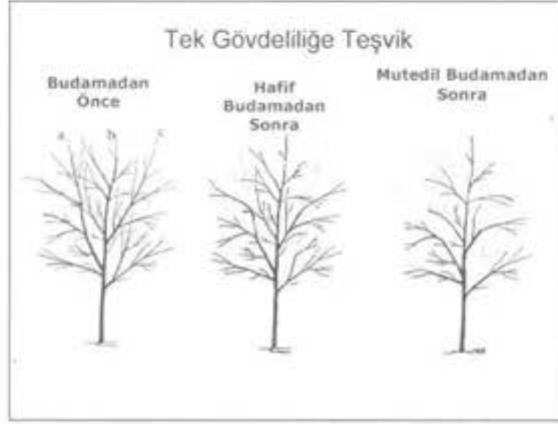 Tek Gövdeliliğe Teşvik
Budamadan
Önce
Hafif
Budamadan
Sonra
Mutedil Budamadan
Sonra
a b c